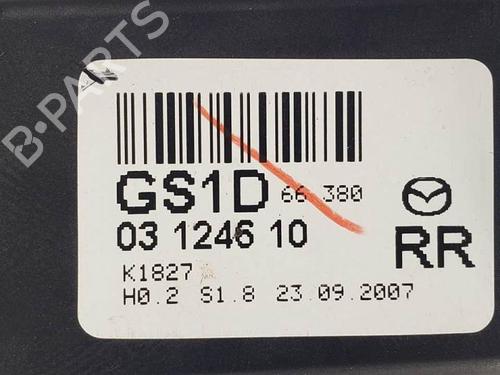 B-PARTS
GS1D 66 380
03 1246 10
RR
K1827
H0.2 S1.8 23.09.2007